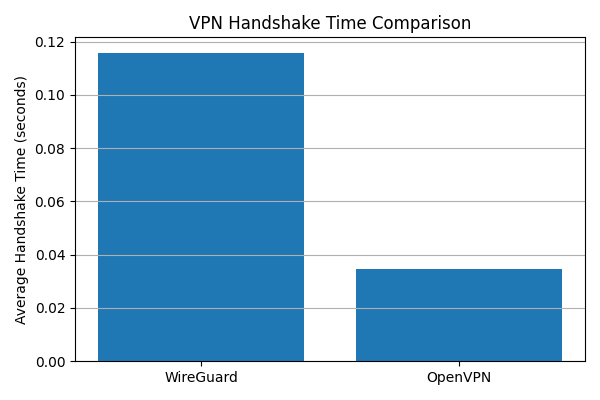 VPN Handshake Time Comparison
Average Handshake Time (seconds)
0.12
0.10
0.08
0.06
0.04
0.02
0.00
WireGuard
OpenVPN